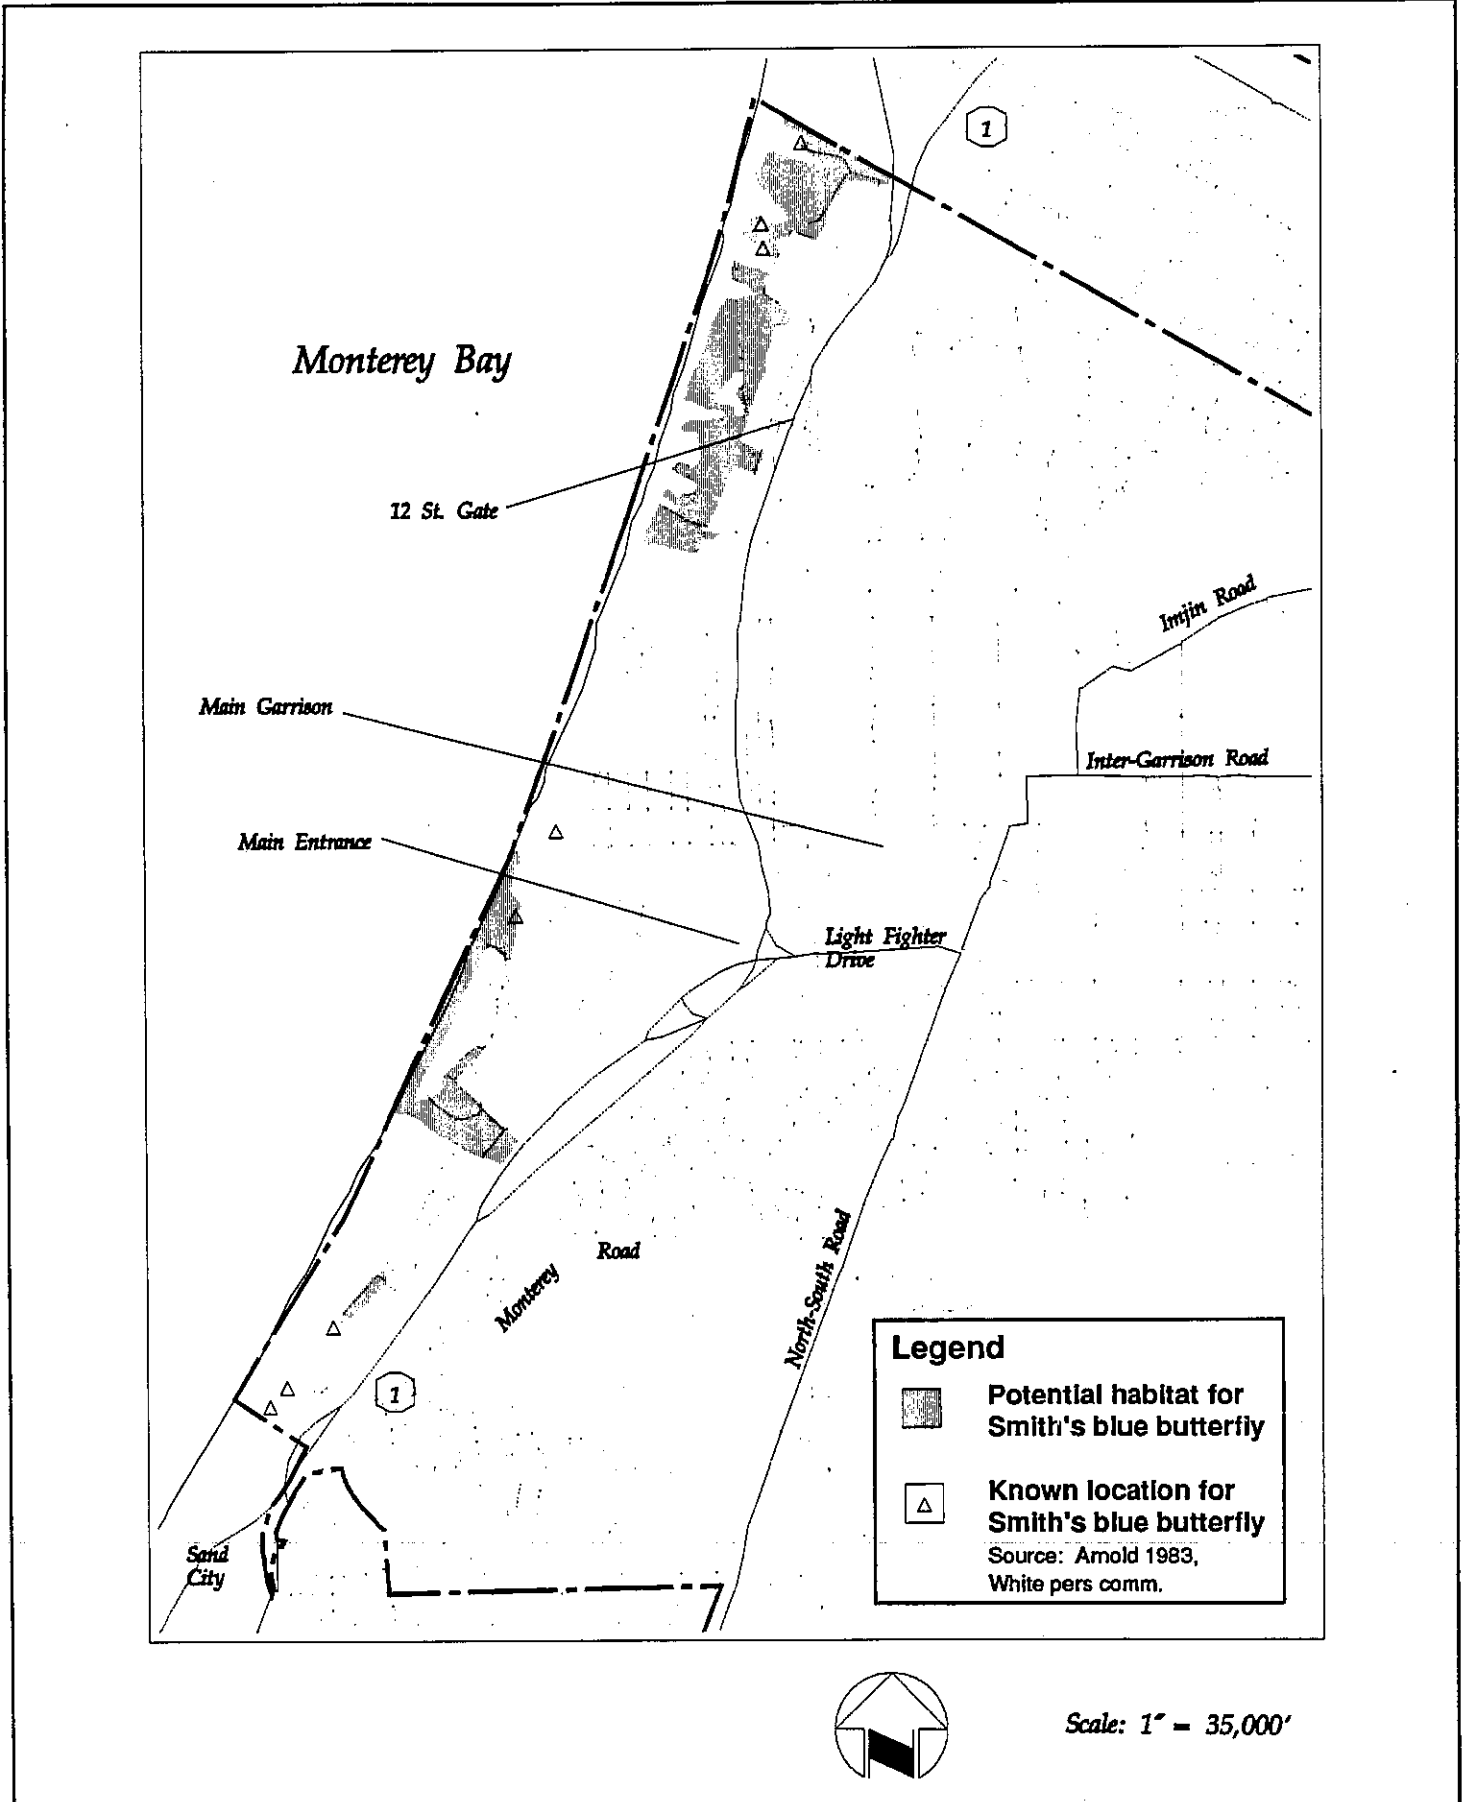 1
Monterey Bay
12 St. Gate
Imjin Road
Main Garrison
Inter-Garrison Road
Main Entrance
Light Fighter
Drive
Road
Monterey
North-South Road
1
Sand
City
Legend
Potential habitat for
Smith's blue butterfly
Known location for
Smith's blue butterfly
Source: Arnold 1983,
White pers comm.
Scale: 1″ = 35,000′